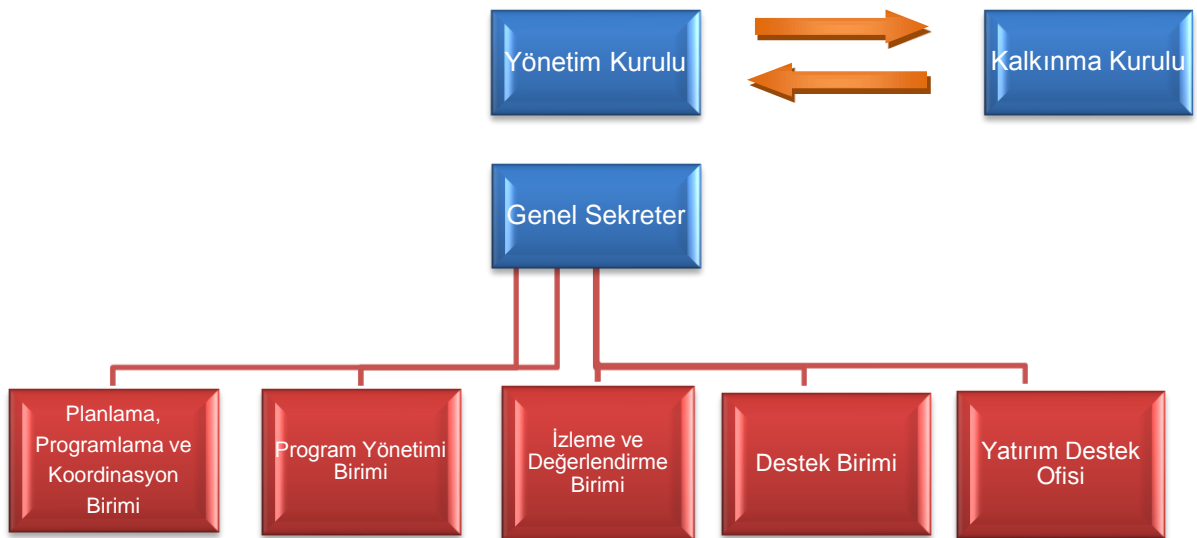 Yönetim Kurulu
Kalkınma Kurulu
Genel Sekreter
Planlama,
Programlama ve
Koordinasyon
Birimi
Program Yönetimi
Birimi
İzleme ve
Değerlendirme
Birimi
Destek Birimi
Yatırım Destek
Ofisi